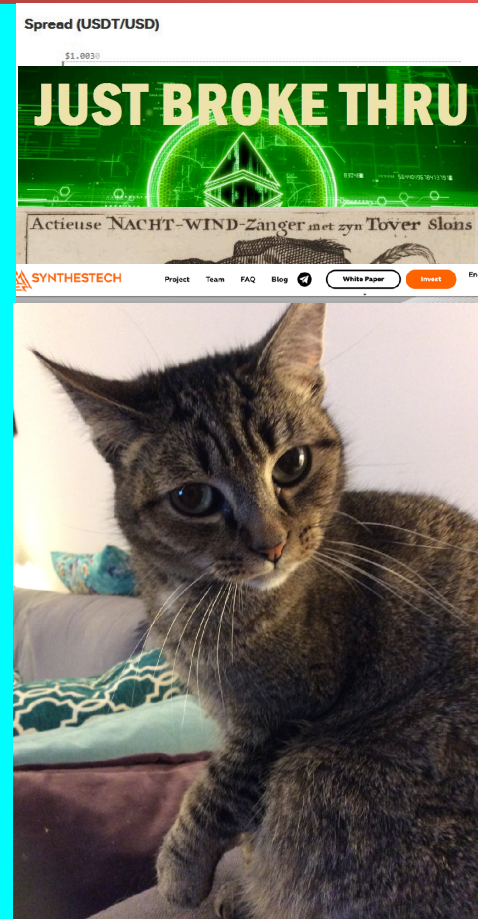 Spread (USDT/USD)
$1.0030
JUST BROKE THRU
Actieuse NACHT-WIND-Zanger met zyn Tover Slons
SYNTHESTECH Project Team FAQ Blog White Paper Invest En